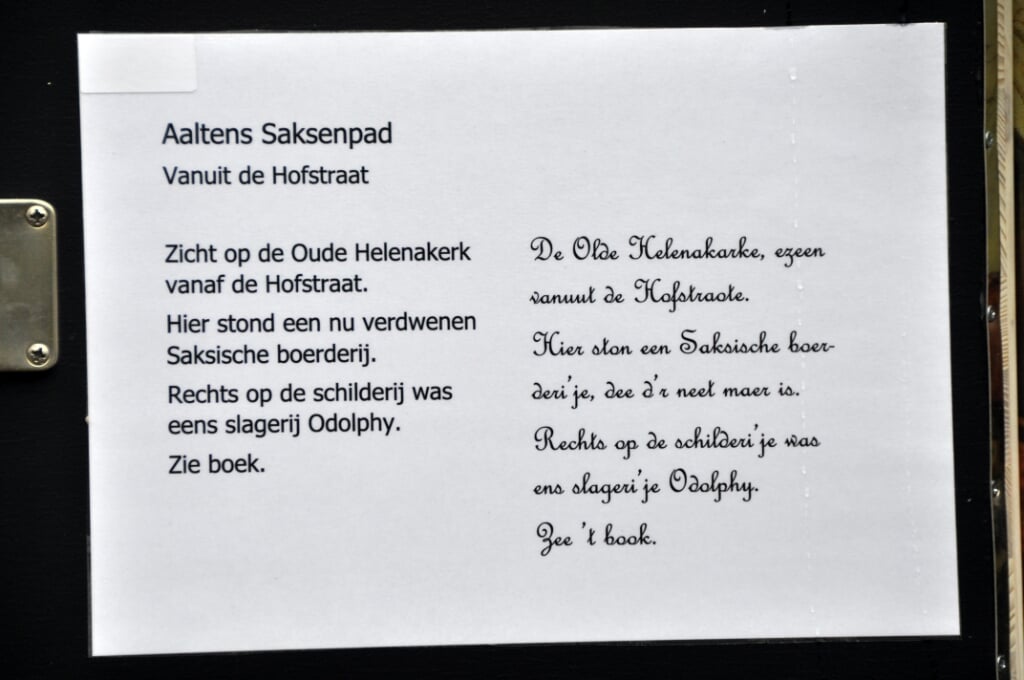 Aaltens Saksenpad
Vanuit de Hofstraat
Zicht op de Oude Helenakerk
vanaf de Hofstraat.
Hier stond een nu verdwenen
Saksische boerderij.
Rechts op de schilderij was
eens slagerij Odolphy.
Zie boek.
De Olde Helenakarke, ezeen
vanuut de Hofstraote.
Hier ston een Saksische boer-
deri'je, dee d'r neet maer is.
Rechts op de schilderi'je was
ens slageri'je Odolphy.
Zee 't book.